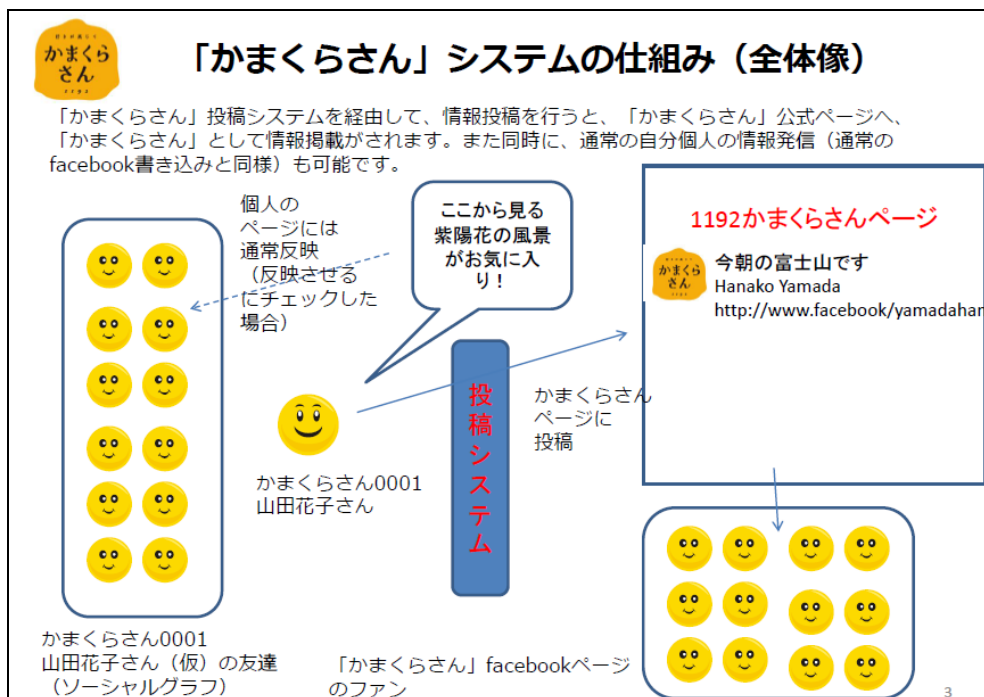 かまくら
さん
1192
「かまくらさん」システムの仕組み（全体像）
「かまくらさん」投稿システムを経由して、情報投稿を行うと、「かまくらさん」公式ページへ、
「かまくらさん」として情報掲載がされます。また同時に、通常の自分個人の情報発信（通常の
facebook書き込みと同様）も可能です。
個人の
ページには
通常反映
（反映させる
にチェックした
場合）
ここから見る
紫陽花の風景
がお気に入
り！
1192かまくらさんページ
かまくら
さん
今朝の富士山です
Hanako Yamada
http://www.facebook/yamadahan
投稿システム
かまくらさん
ページに
投稿
かまくらさん0001
山田花子さん
かまくらさん0001
山田花子さん（仮）の友達
（ソーシャルグラフ）
「かまくらさん」facebookページ
のファン
3